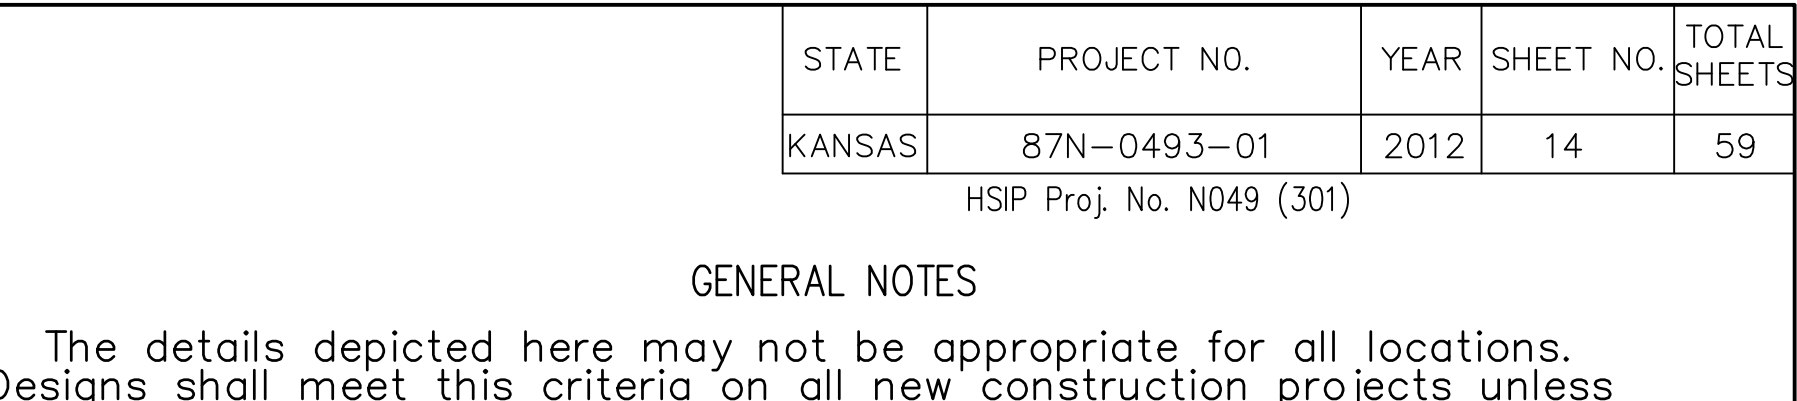 STATE PROJECT NO. YEAR SHEET NO. TOTAL SHEETS
KANSAS 87N-0493-01 2012 14 59
HSIP Proj. No. N049 (301)
GENERAL NOTES
The details depicted here may not be appropriate for all locations.
Designs shall meet this criteria on all new construction projects unless